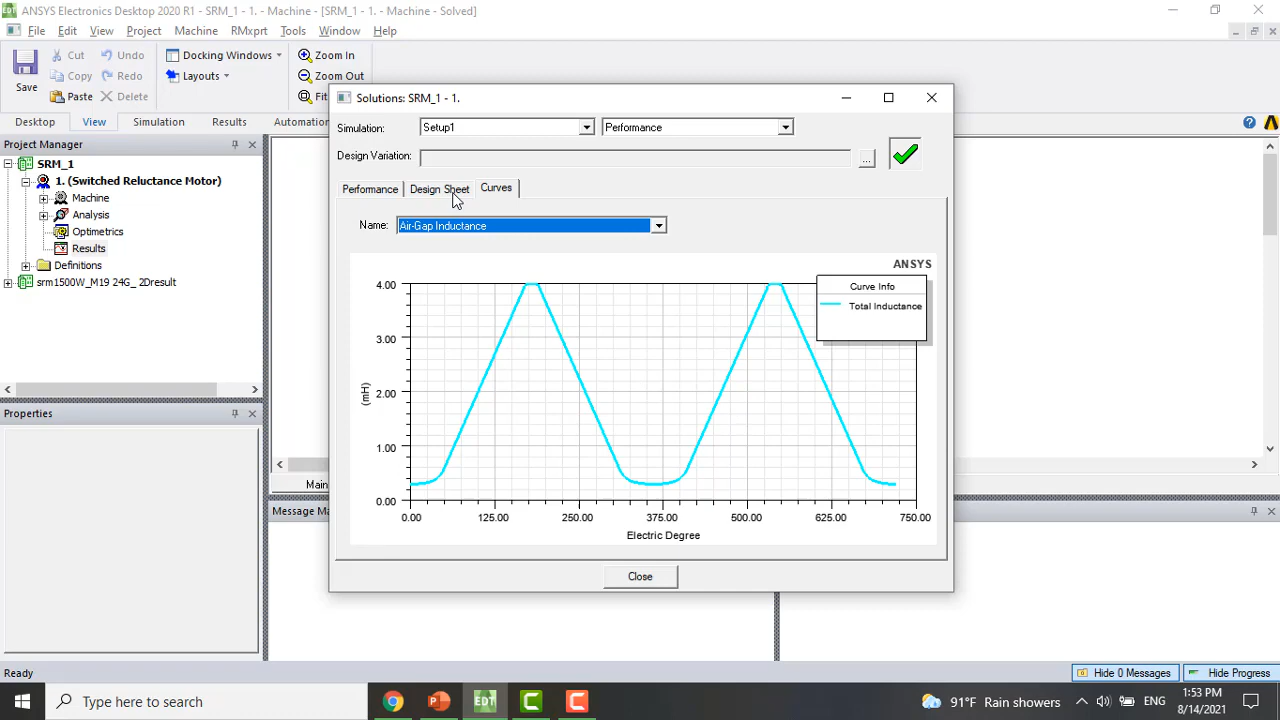 EDT ANSYS Electronics Desktop 2020 R1 - SRM_1 - 1. - Machine - [SRM_1 - 1. - Machine - Solved]
File Edit View Project Machine RMxprt Tools Window Help
Save
Cut Undo
Copy Redo
Paste Delete
Docking Windows
Layouts
Zoom In
Zoom Out
Fit
Desktop View Simulation Results Automation
Project Manager
SRM_1
1. (Switched Reluctance Motor)
Machine
Analysis
Optimetrics
Results
Definitions
srm1500W_M19 24G_ 2Dresult
Properties
Main
Solutions: SRM_1 - 1.
Simulation: Setup1 Performance
Design Variation: ...
Performance Design Sheet Curves
Name: Air-Gap Inductance
ANSYS
Curve Info
Total Inductance
4.00
3.00
2.00
1.00
0.00
(mH)
0.00 125.00 250.00 375.00 500.00 625.00 750.00
Electric Degree
Close
Ready
Hide 0 Messages Hide Progress
Type here to search
EDT
91°F Rain showers
ENG
1:53 PM
8/14/2021